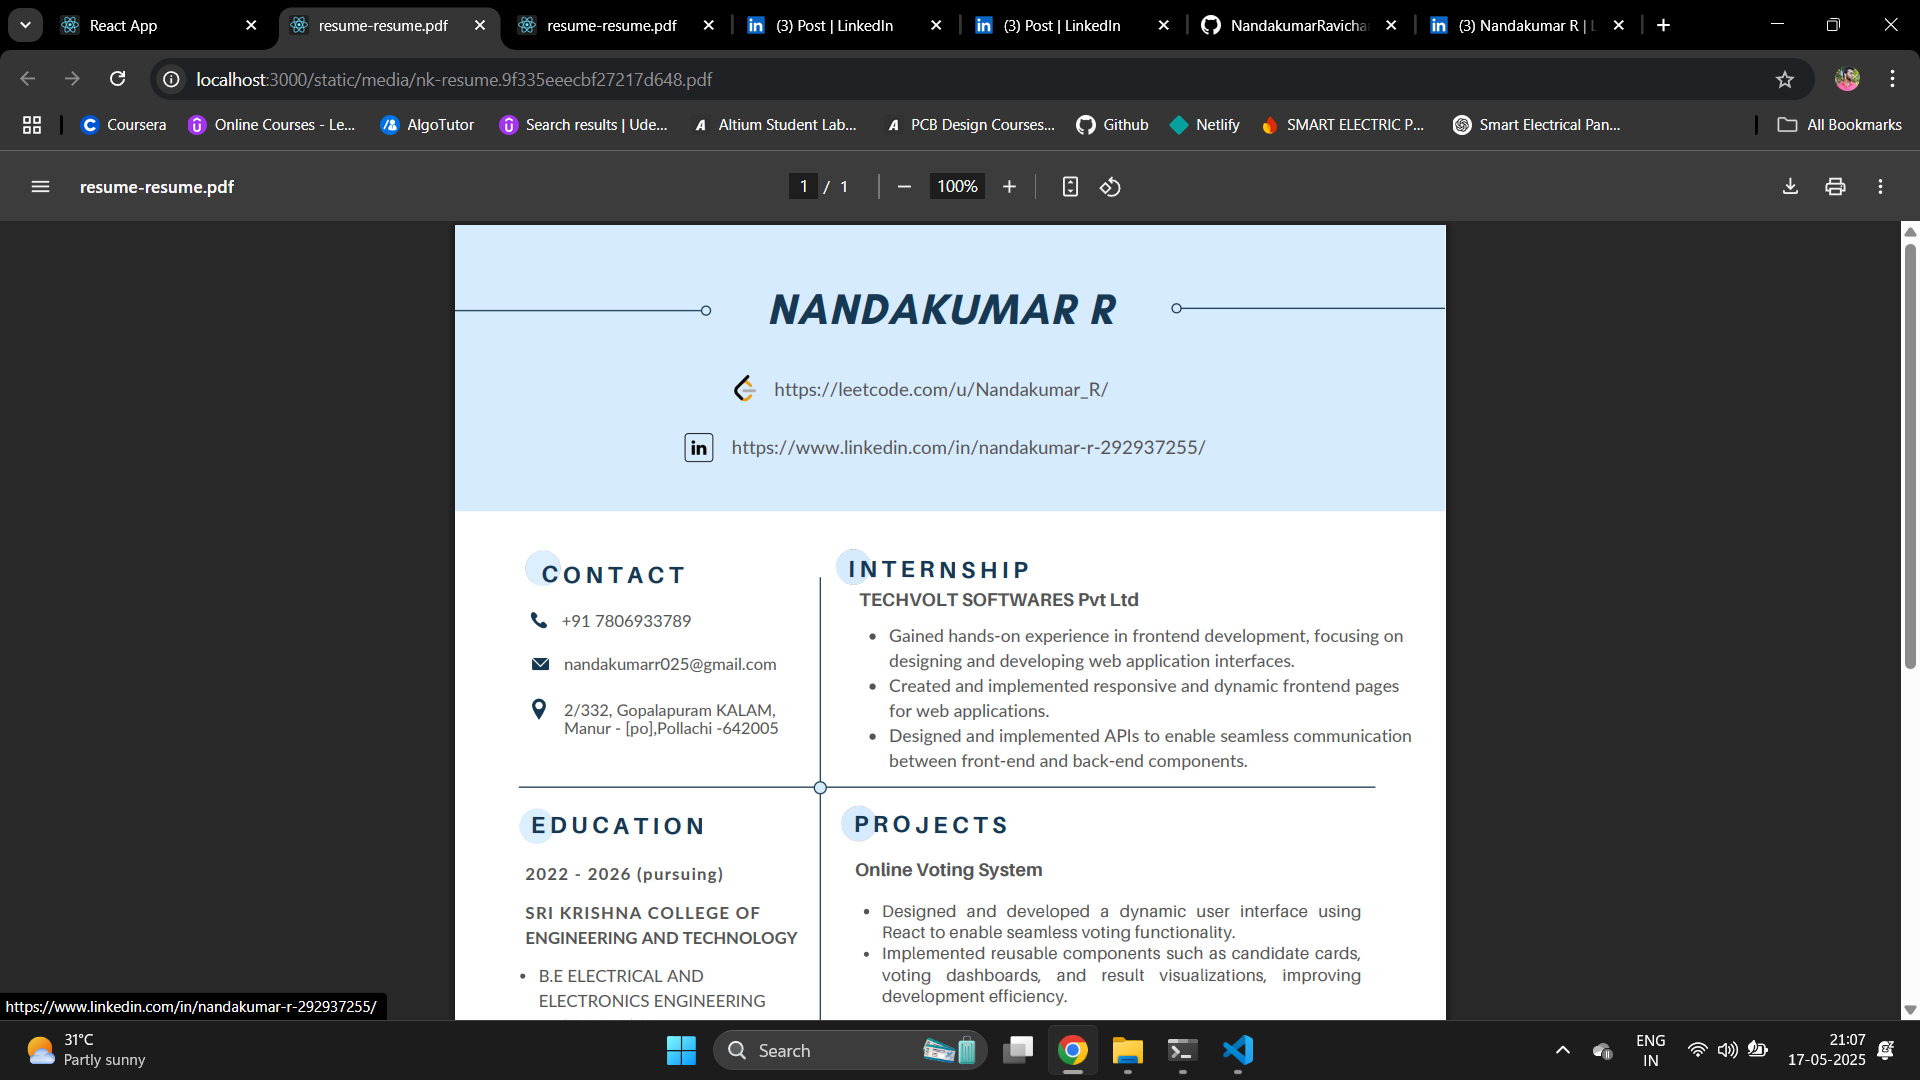 React App
resume-resume.pdf
resume-resume.pdf
(3) Post | LinkedIn
(3) Post | LinkedIn
NandakumarRavichar
(3) Nandakumar R | L
localhost:3000/static/media/nk-resume.9f335eeecbf27217d648.pdf
Coursera
Online Courses - Le...
AlgoTutor
Search results | Ude...
Altium Student Lab...
PCB Design Courses...
Github
Netlify
SMART ELECTRIC P...
Smart Electrical Pan...
All Bookmarks
resume-resume.pdf
1 / 1
100%
NANDAKUMAR R
https://leetcode.com/u/Nandakumar_R/
in https://www.linkedin.com/in/nandakumar-r-292937255/
CONTACT
+91 7806933789
nandakumarr025@gmail.com
2/332, Gopalapuram KALAM,
Manur - [po],Pollachi -642005
INTERNSHIP
TECHVOLT SOFTWARES Pvt Ltd
• Gained hands-on experience in frontend development, focusing on
designing and developing web application interfaces.
• Created and implemented responsive and dynamic frontend pages
for web applications.
• Designed and implemented APIs to enable seamless communication
between front-end and back-end components.
EDUCATION
2022 - 2026 (pursuing)
SRI KRISHNA COLLEGE OF
ENGINEERING AND TECHNOLOGY
• B.E ELECTRICAL AND
ELECTRONICS ENGINEERING
PROJECTS
Online Voting System
• Designed and developed a dynamic user interface using
React to enable seamless voting functionality.
• Implemented reusable components such as candidate cards,
voting dashboards, and result visualizations, improving
development efficiency.
https://www.linkedin.com/in/nandakumar-r-292937255/
31°C
Partly sunny
Search
ENG
IN
21:07
17-05-2025